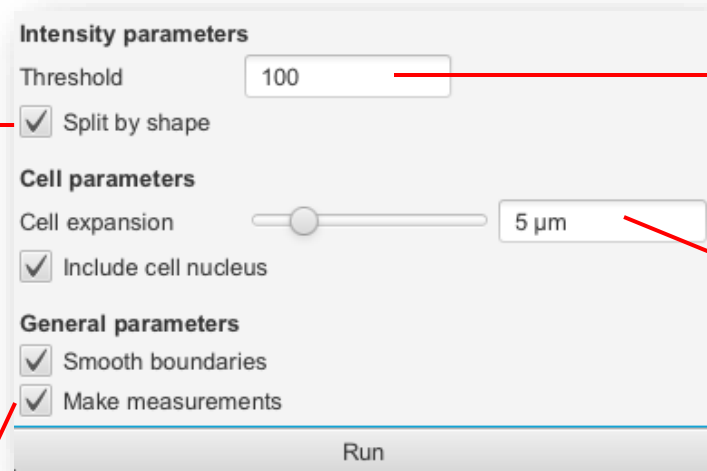 Intensity parameters
Threshold 100
Split by shape
Cell parameters
Cell expansion 5 µm
Include cell nucleus
General parameters
Smooth boundaries
Make measurements
Run